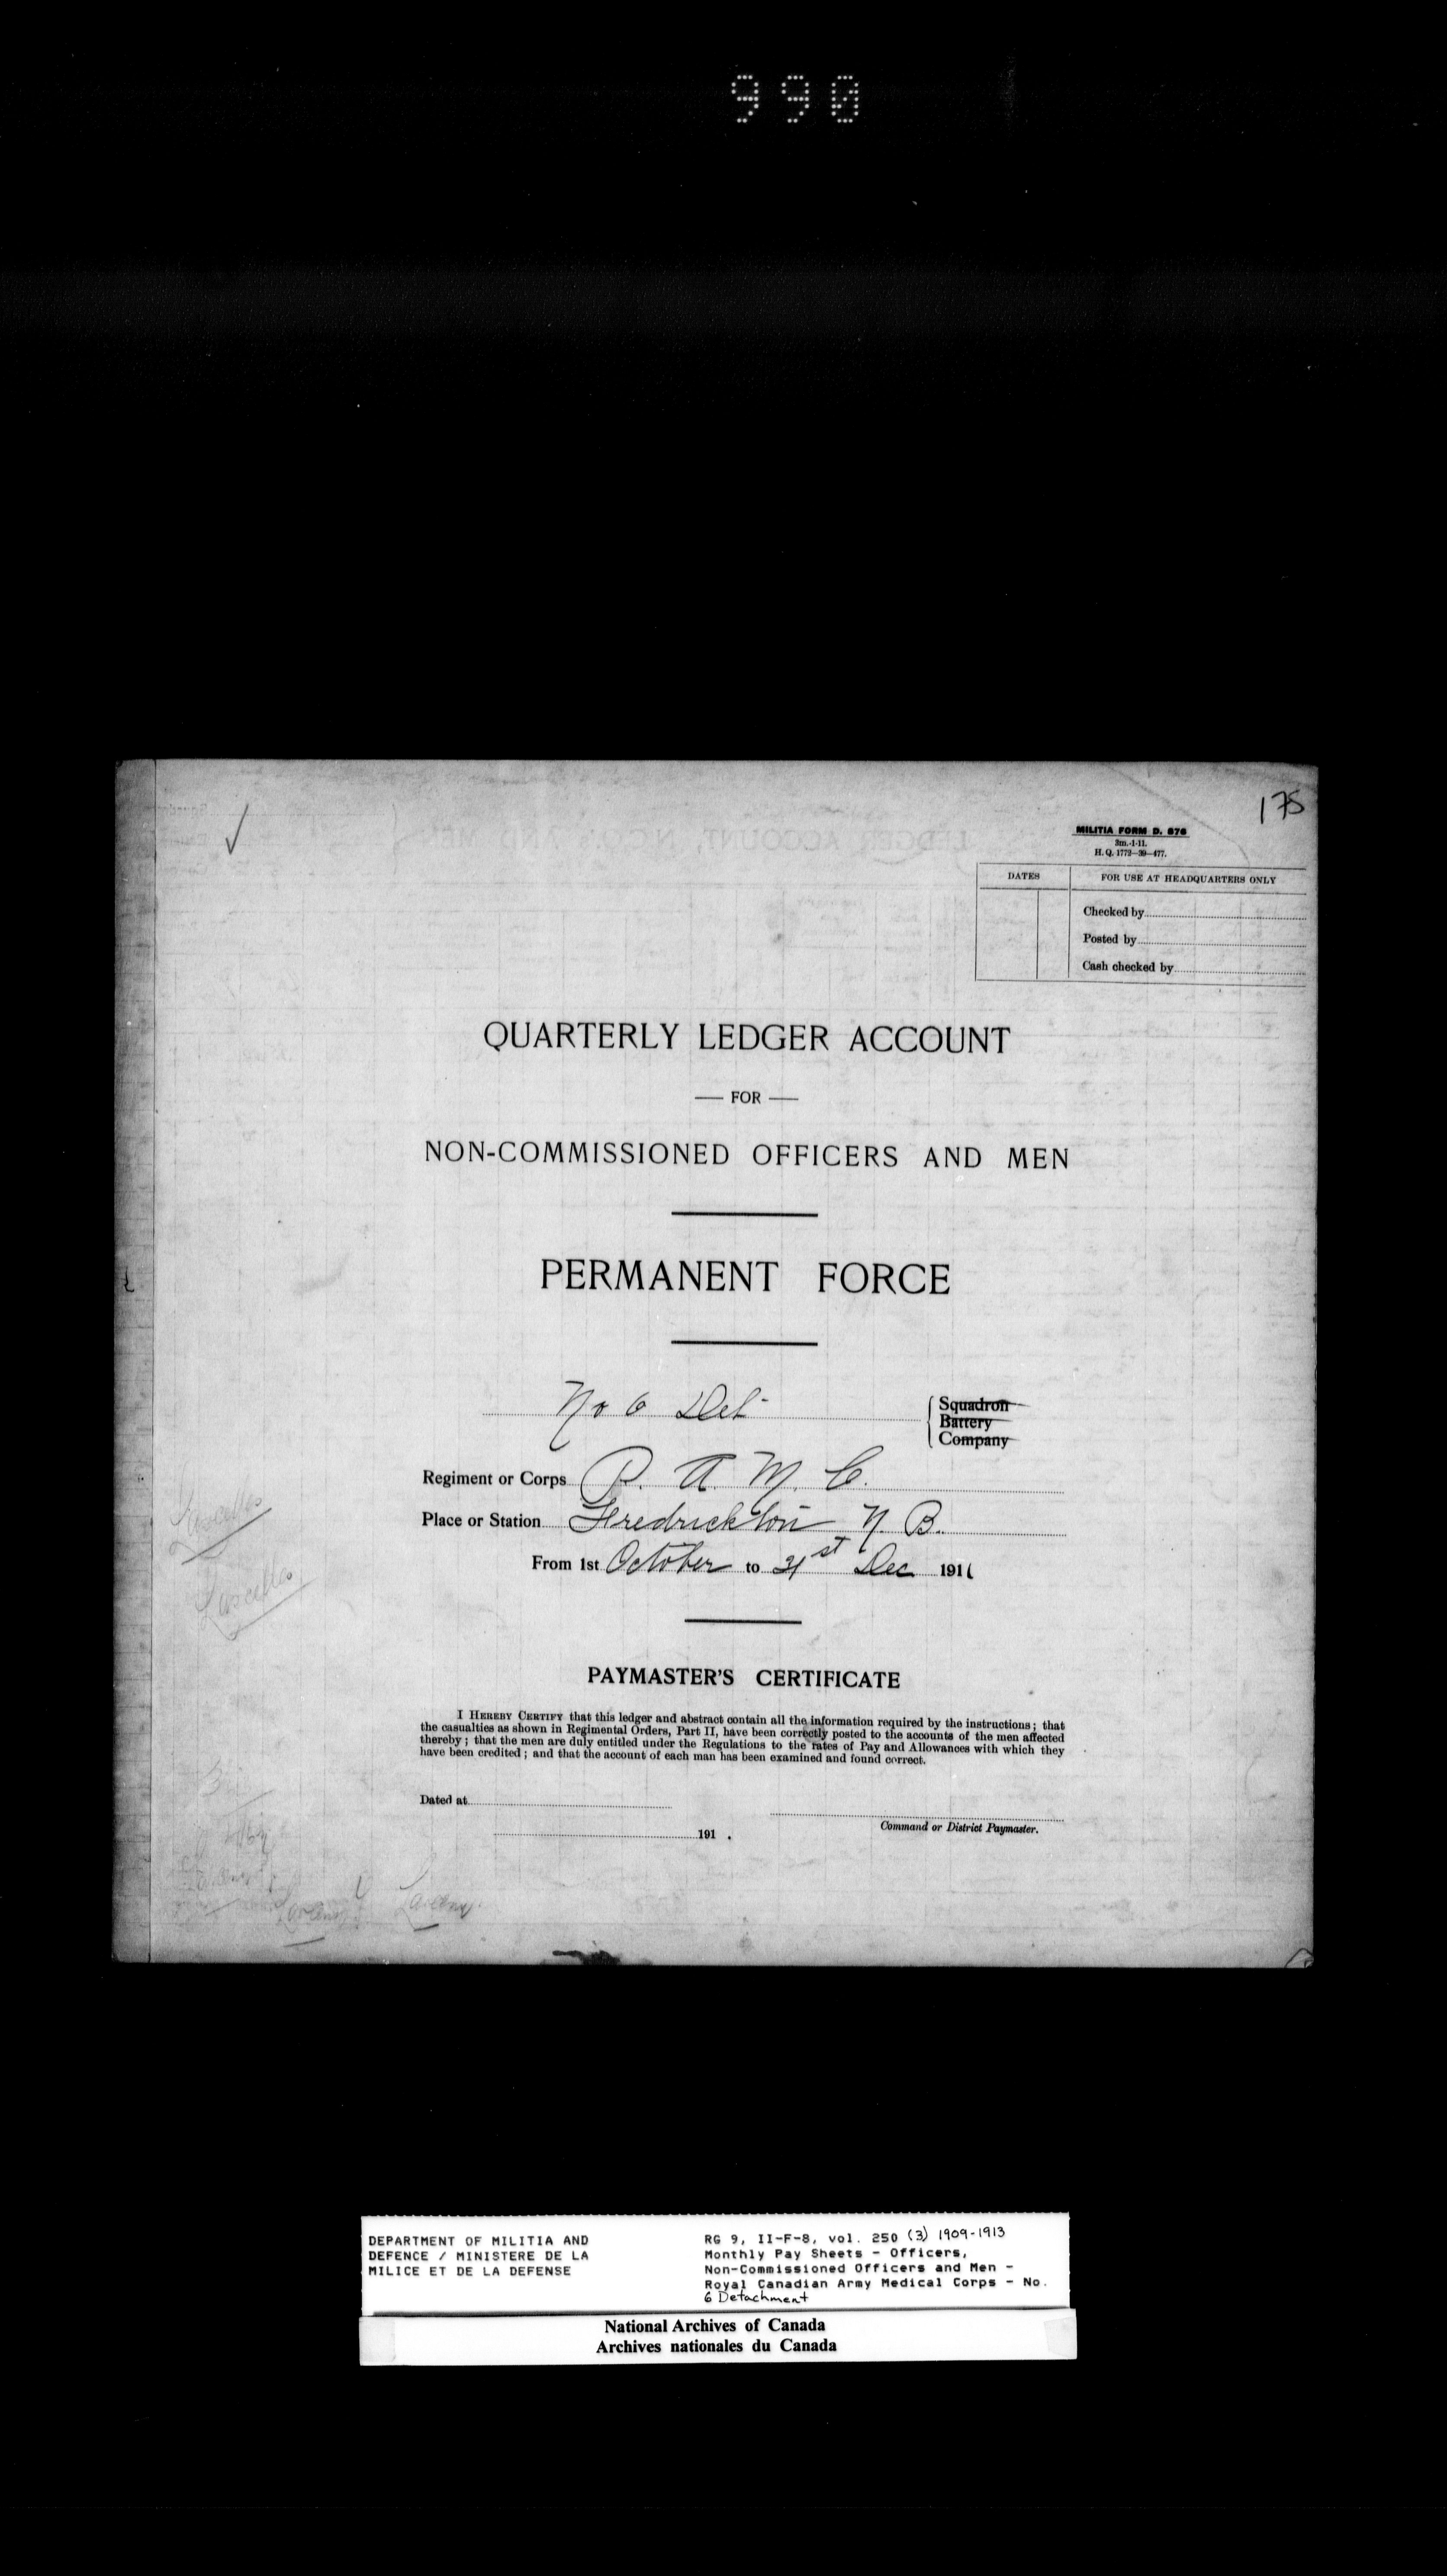 990
175
MILITIA FORM D. 876
3m.-1-11.
H. Q. 1772-39-477.
DATES
FOR USE AT HEADQUARTERS ONLY
Checked by
Posted by
Cash checked by
QUARTERLY LEDGER ACCOUNT
— FOR —
NON-COMMISSIONED OFFICERS AND MEN
PERMANENT FORCE
No 6 Det
Squadron
Battery
Company
Regiment or Corps P. A. M. C.
Place or Station Fredrickton N. B.
From 1st October to 31st Dec 1911
Lascelles
Lascelles
PAYMASTER'S CERTIFICATE
I HEREBY CERTIFY that this ledger and abstract contain all the information required by the instructions; that
the casualties as shown in Regimental Orders, Part II, have been correctly posted to the accounts of the men affected
thereby; that the men are duly entitled under the Regulations to the rates of Pay and Allowances with which they
have been credited; and that the account of each man has been examined and found correct.
Dated at
Command or District Paymaster.
191 .
DEPARTMENT OF MILITIA AND
DEFENCE / MINISTERE DE LA
MILICE ET DE LA DEFENSE
RG 9, II-F-8, vol. 250 (3) 1909-1913
Monthly Pay Sheets - Officers,
Non-Commissioned Officers and Men -
Royal Canadian Army Medical Corps - No.
6 Detachment
National Archives of Canada
Archives nationales du Canada